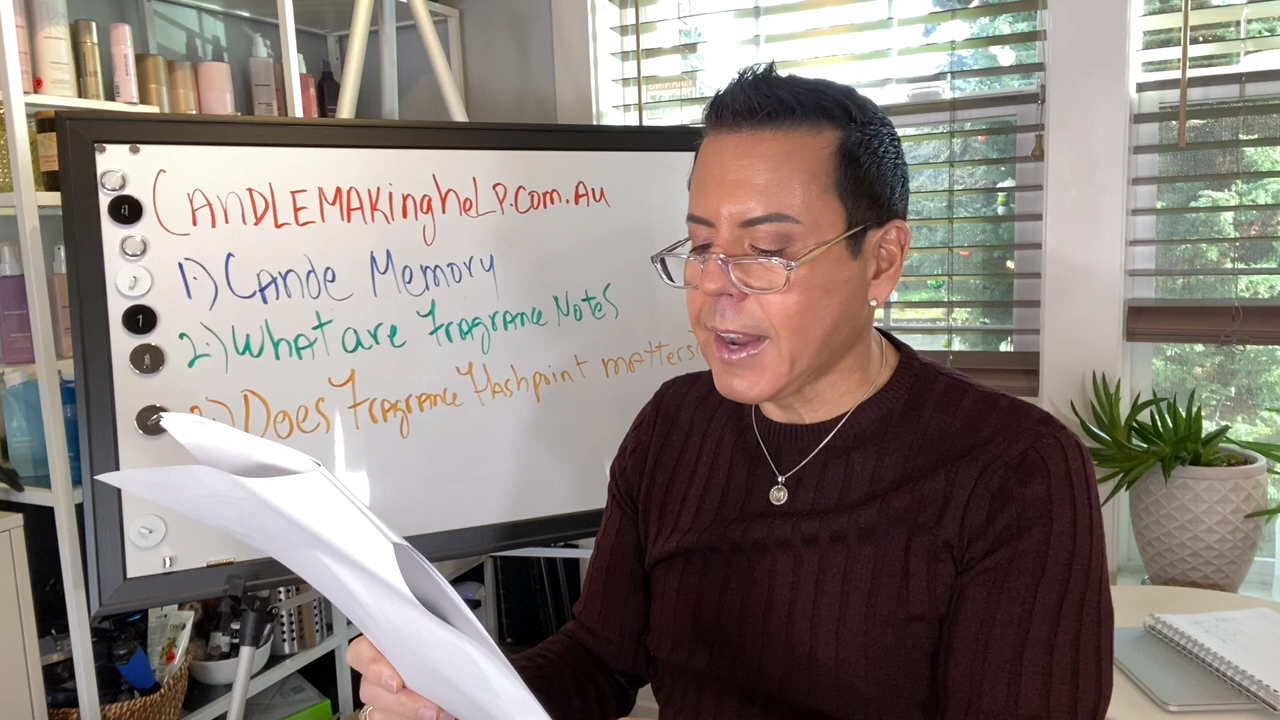 CANDLEMAKingheLP.com.Au
1.) CANDE Memory
2.) What are FRAgRANce NoTes
Does FRAgRANce FlAshpoinT mATTers